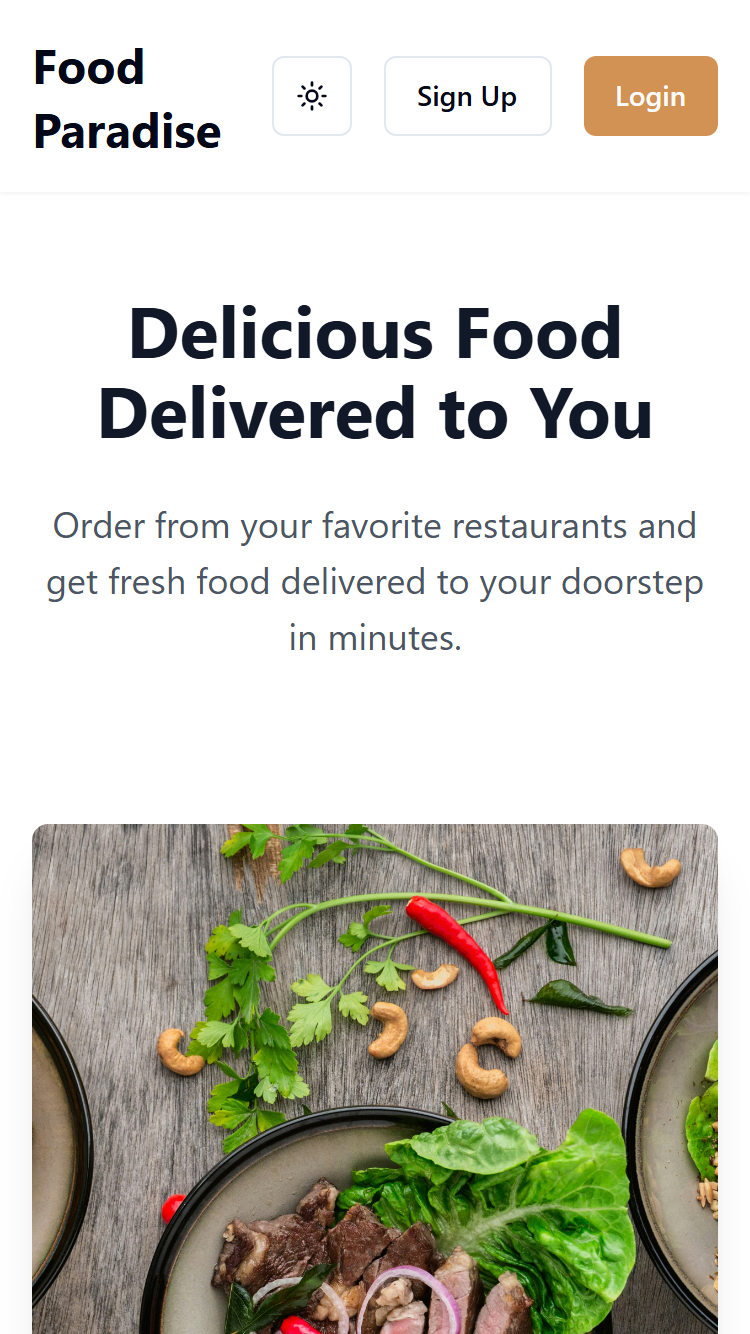 Food
Paradise
Sign Up
Login
Delicious Food
Delivered to You
Order from your favorite restaurants and
get fresh food delivered to your doorstep
in minutes.